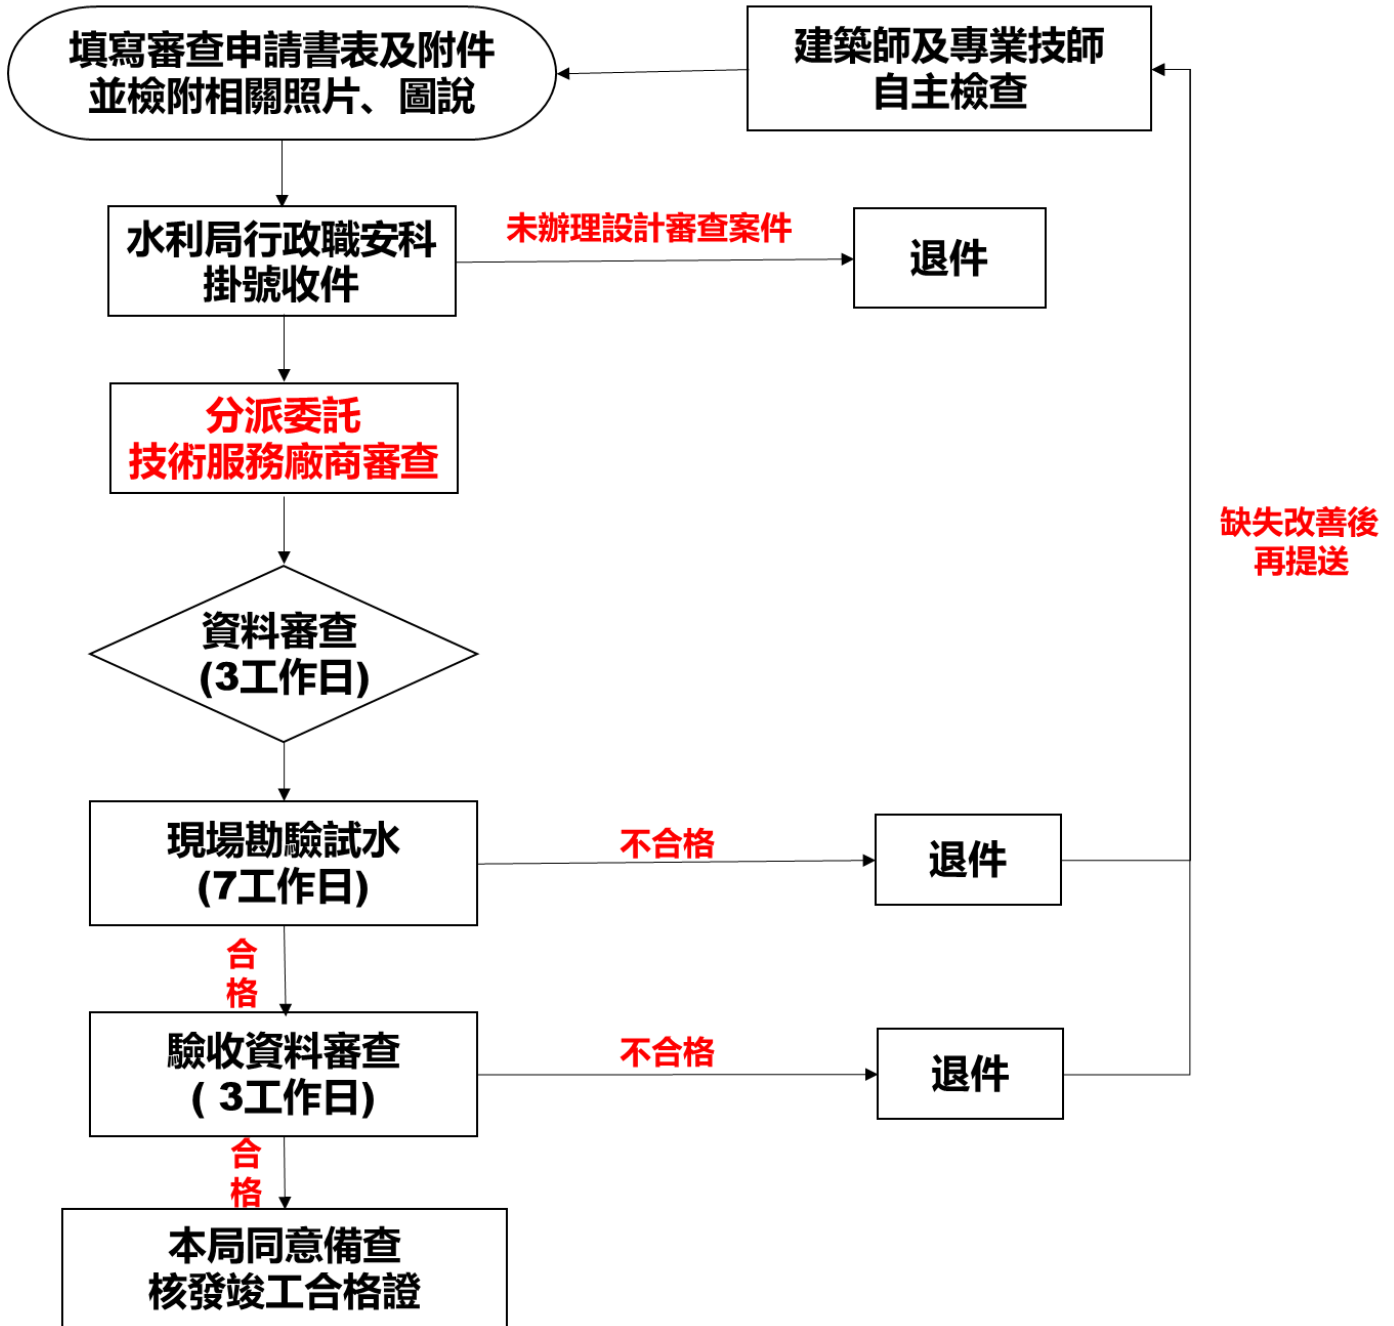 填寫審查申請書表及附件
並檢附相關照片、圖說
建築師及專業技師
自主檢查
水利局行政職安科
掛號收件
未辦理設計審查案件
退件
分派委託
技術服務廠商審查
缺失改善後
再提送
資料審查
(3工作日)
現場勘驗試水
(7工作日)
不合格
退件
合
格
驗收資料審查
( 3工作日)
不合格
退件
合
格
本局同意備查
核發竣工合格證